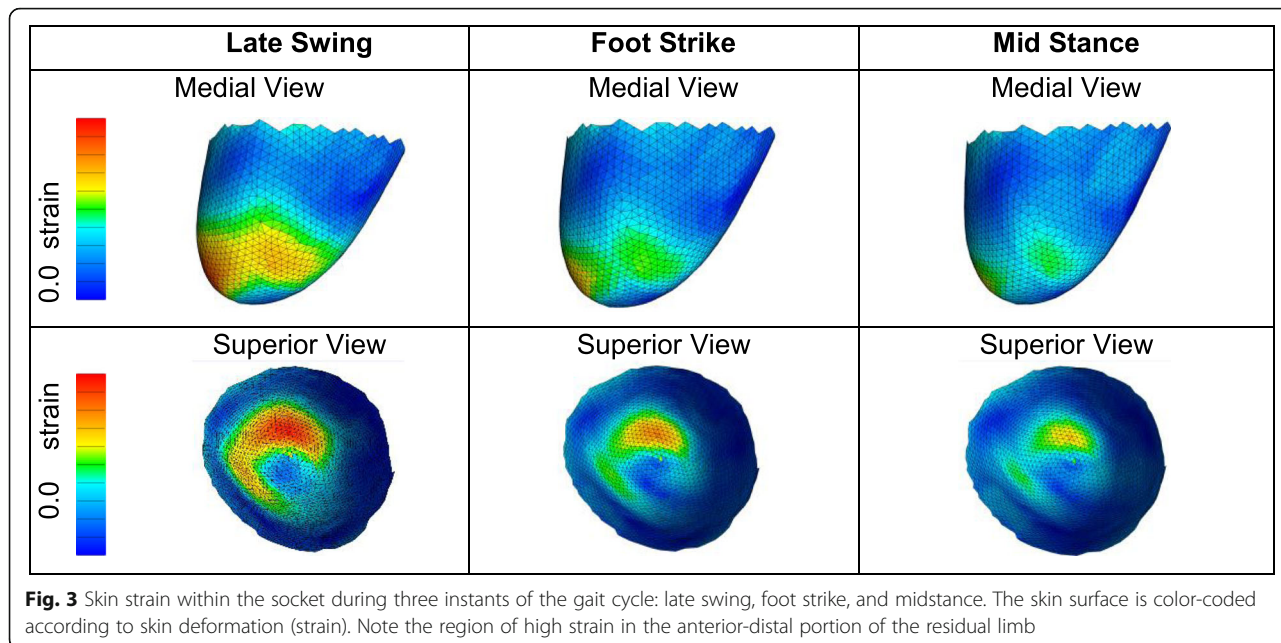 Late Swing Foot Strike Mid Stance
Medial View Medial View Medial View
0.0 strain
Superior View Superior View Superior View
0.0 strain
Fig. 3 Skin strain within the socket during three instants of the gait cycle: late swing, foot strike, and midstance. The skin surface is color-coded
according to skin deformation (strain). Note the region of high strain in the anterior-distal portion of the residual limb